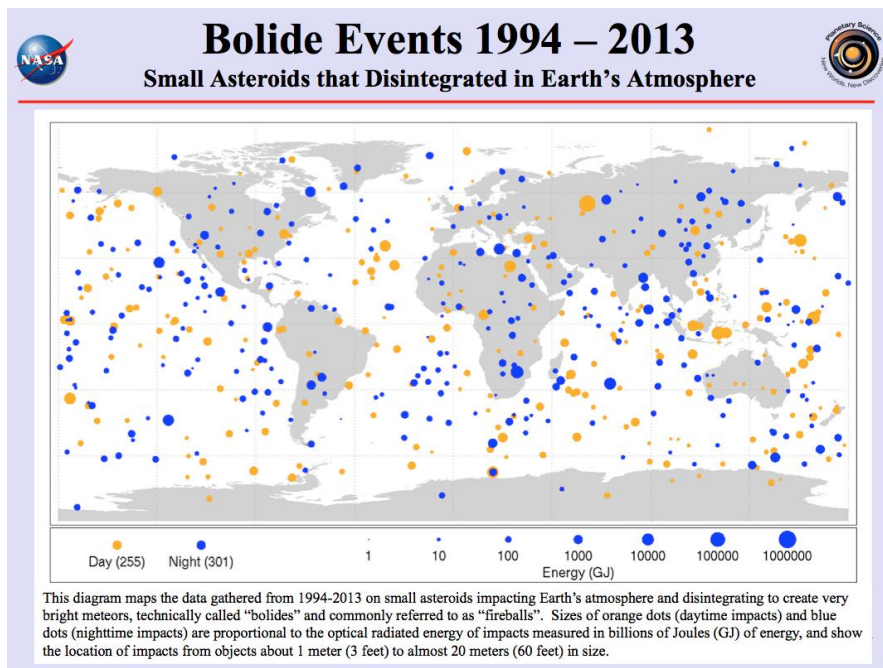 NASA
Bolide Events 1994 – 2013
Small Asteroids that Disintegrated in Earth’s Atmosphere
Planetary Science
Day (255)
Night (301)
1
10
100
1000
10000
100000
1000000
Energy (GJ)
This diagram maps the data gathered from 1994-2013 on small asteroids impacting Earth’s atmosphere and disintegrating to create very
bright meteors, technically called “bolides” and commonly referred to as “fireballs”.  Sizes of orange dots (daytime impacts) and blue
dots (nighttime impacts) are proportional to the optical radiated energy of impacts measured in billions of Joules (GJ) of energy, and show
the location of impacts from objects about 1 meter (3 feet) to almost 20 meters (60 feet) in size.